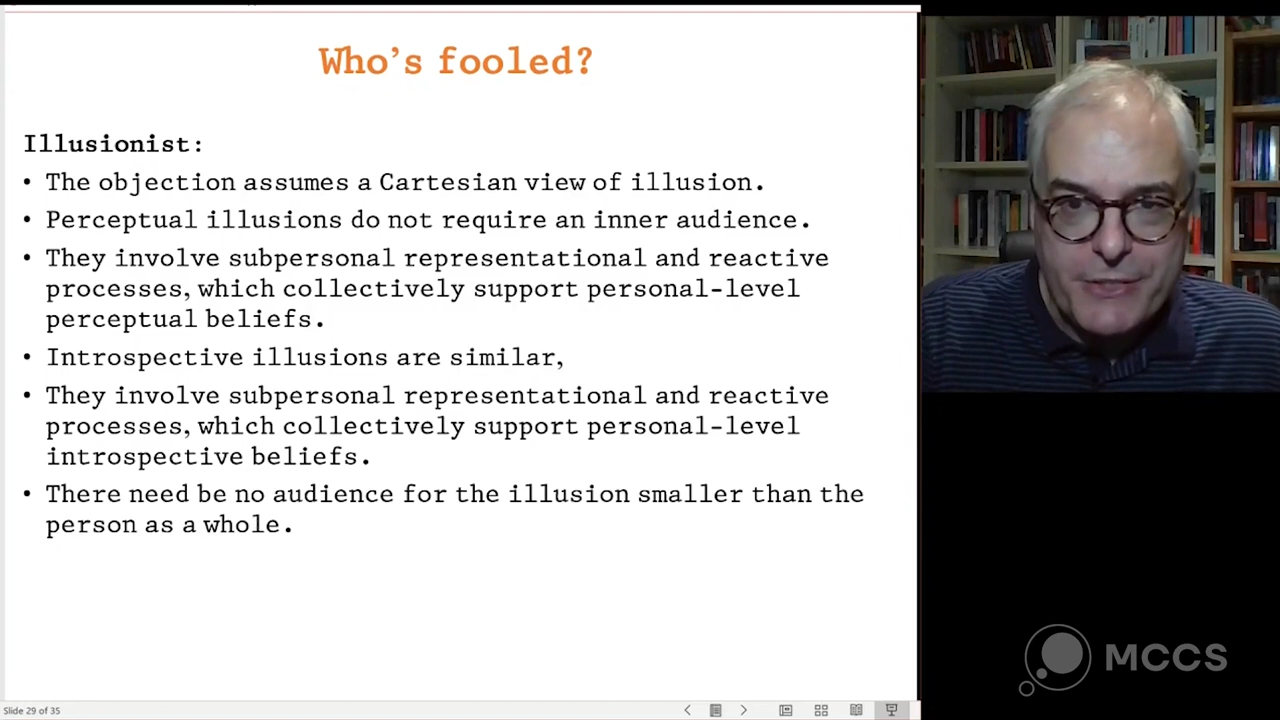 Who's fooled?
Illusionist:
• The objection assumes a Cartesian view of illusion.
• Perceptual illusions do not require an inner audience.
• They involve subpersonal representational and reactive
processes, which collectively support personal-level
perceptual beliefs.
• Introspective illusions are similar,
• They involve subpersonal representational and reactive
processes, which collectively support personal-level
introspective beliefs.
• There need be no audience for the illusion smaller than the
person as a whole.
MCCS
Slide 29 of 35